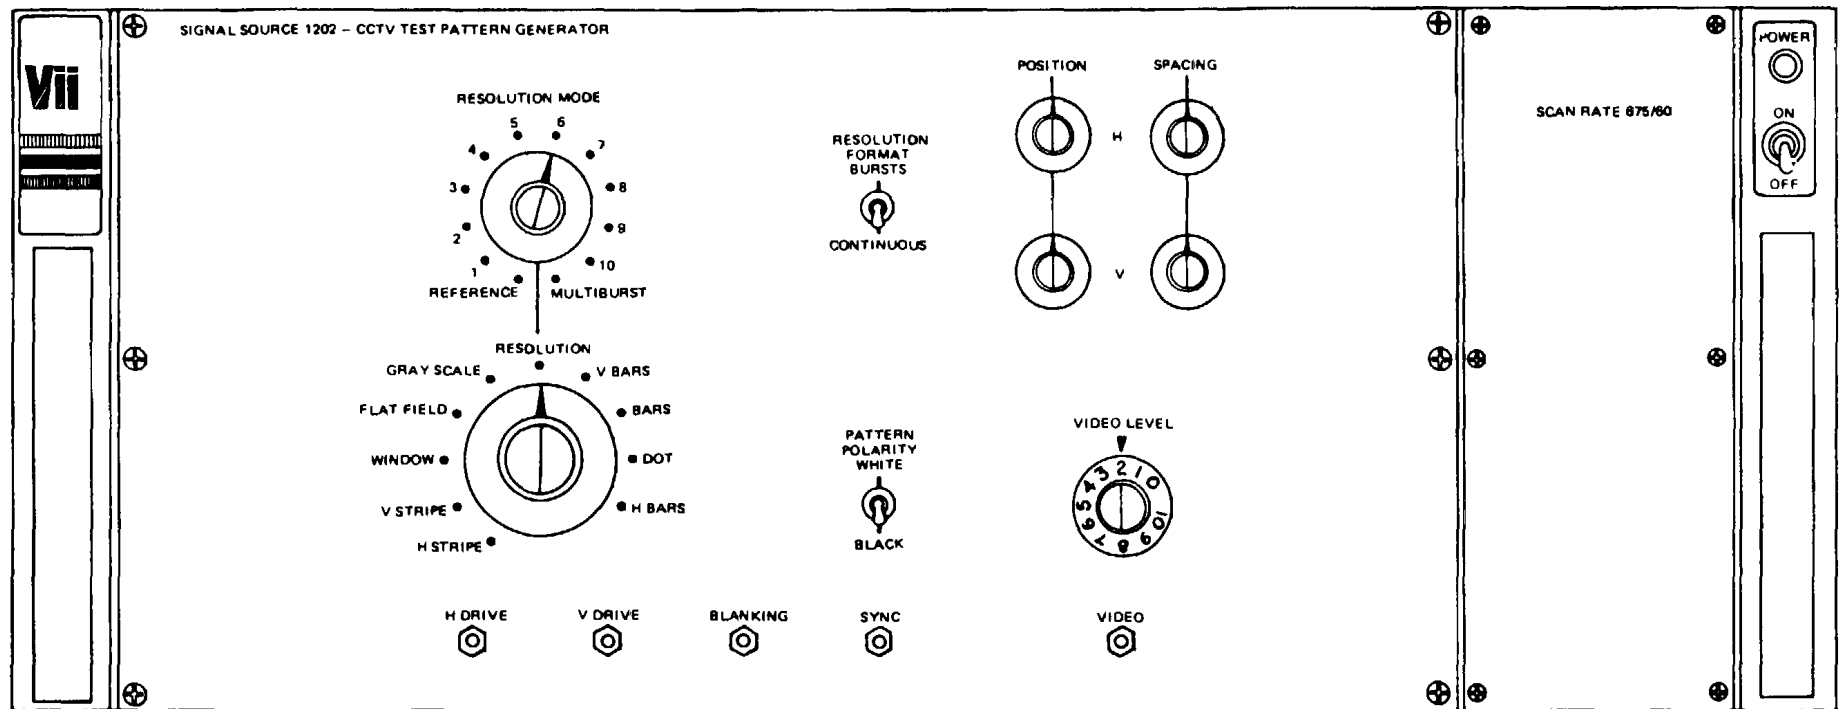 SIGNAL SOURCE 1202 – CCTV TEST PATTERN GENERATOR
Vii
POWER
ON
OFF
SCAN RATE 675/60
POSITION
SPACING
H
V
RESOLUTION MODE
5
6
4
7
3
8
2
9
1
10
REFERENCE
MULTIBURST
RESOLUTION
FORMAT
BURSTS
CONTINUOUS
RESOLUTION
GRAY SCALE
V BARS
FLAT FIELD
BARS
WINDOW
DOT
V STRIPE
H BARS
H STRIPE
PATTERN
POLARITY
WHITE
BLACK
VIDEO LEVEL
0 1 2 3 4 5 6 7 8 9 10
H DRIVE
V DRIVE
BLANKING
SYNC
VIDEO